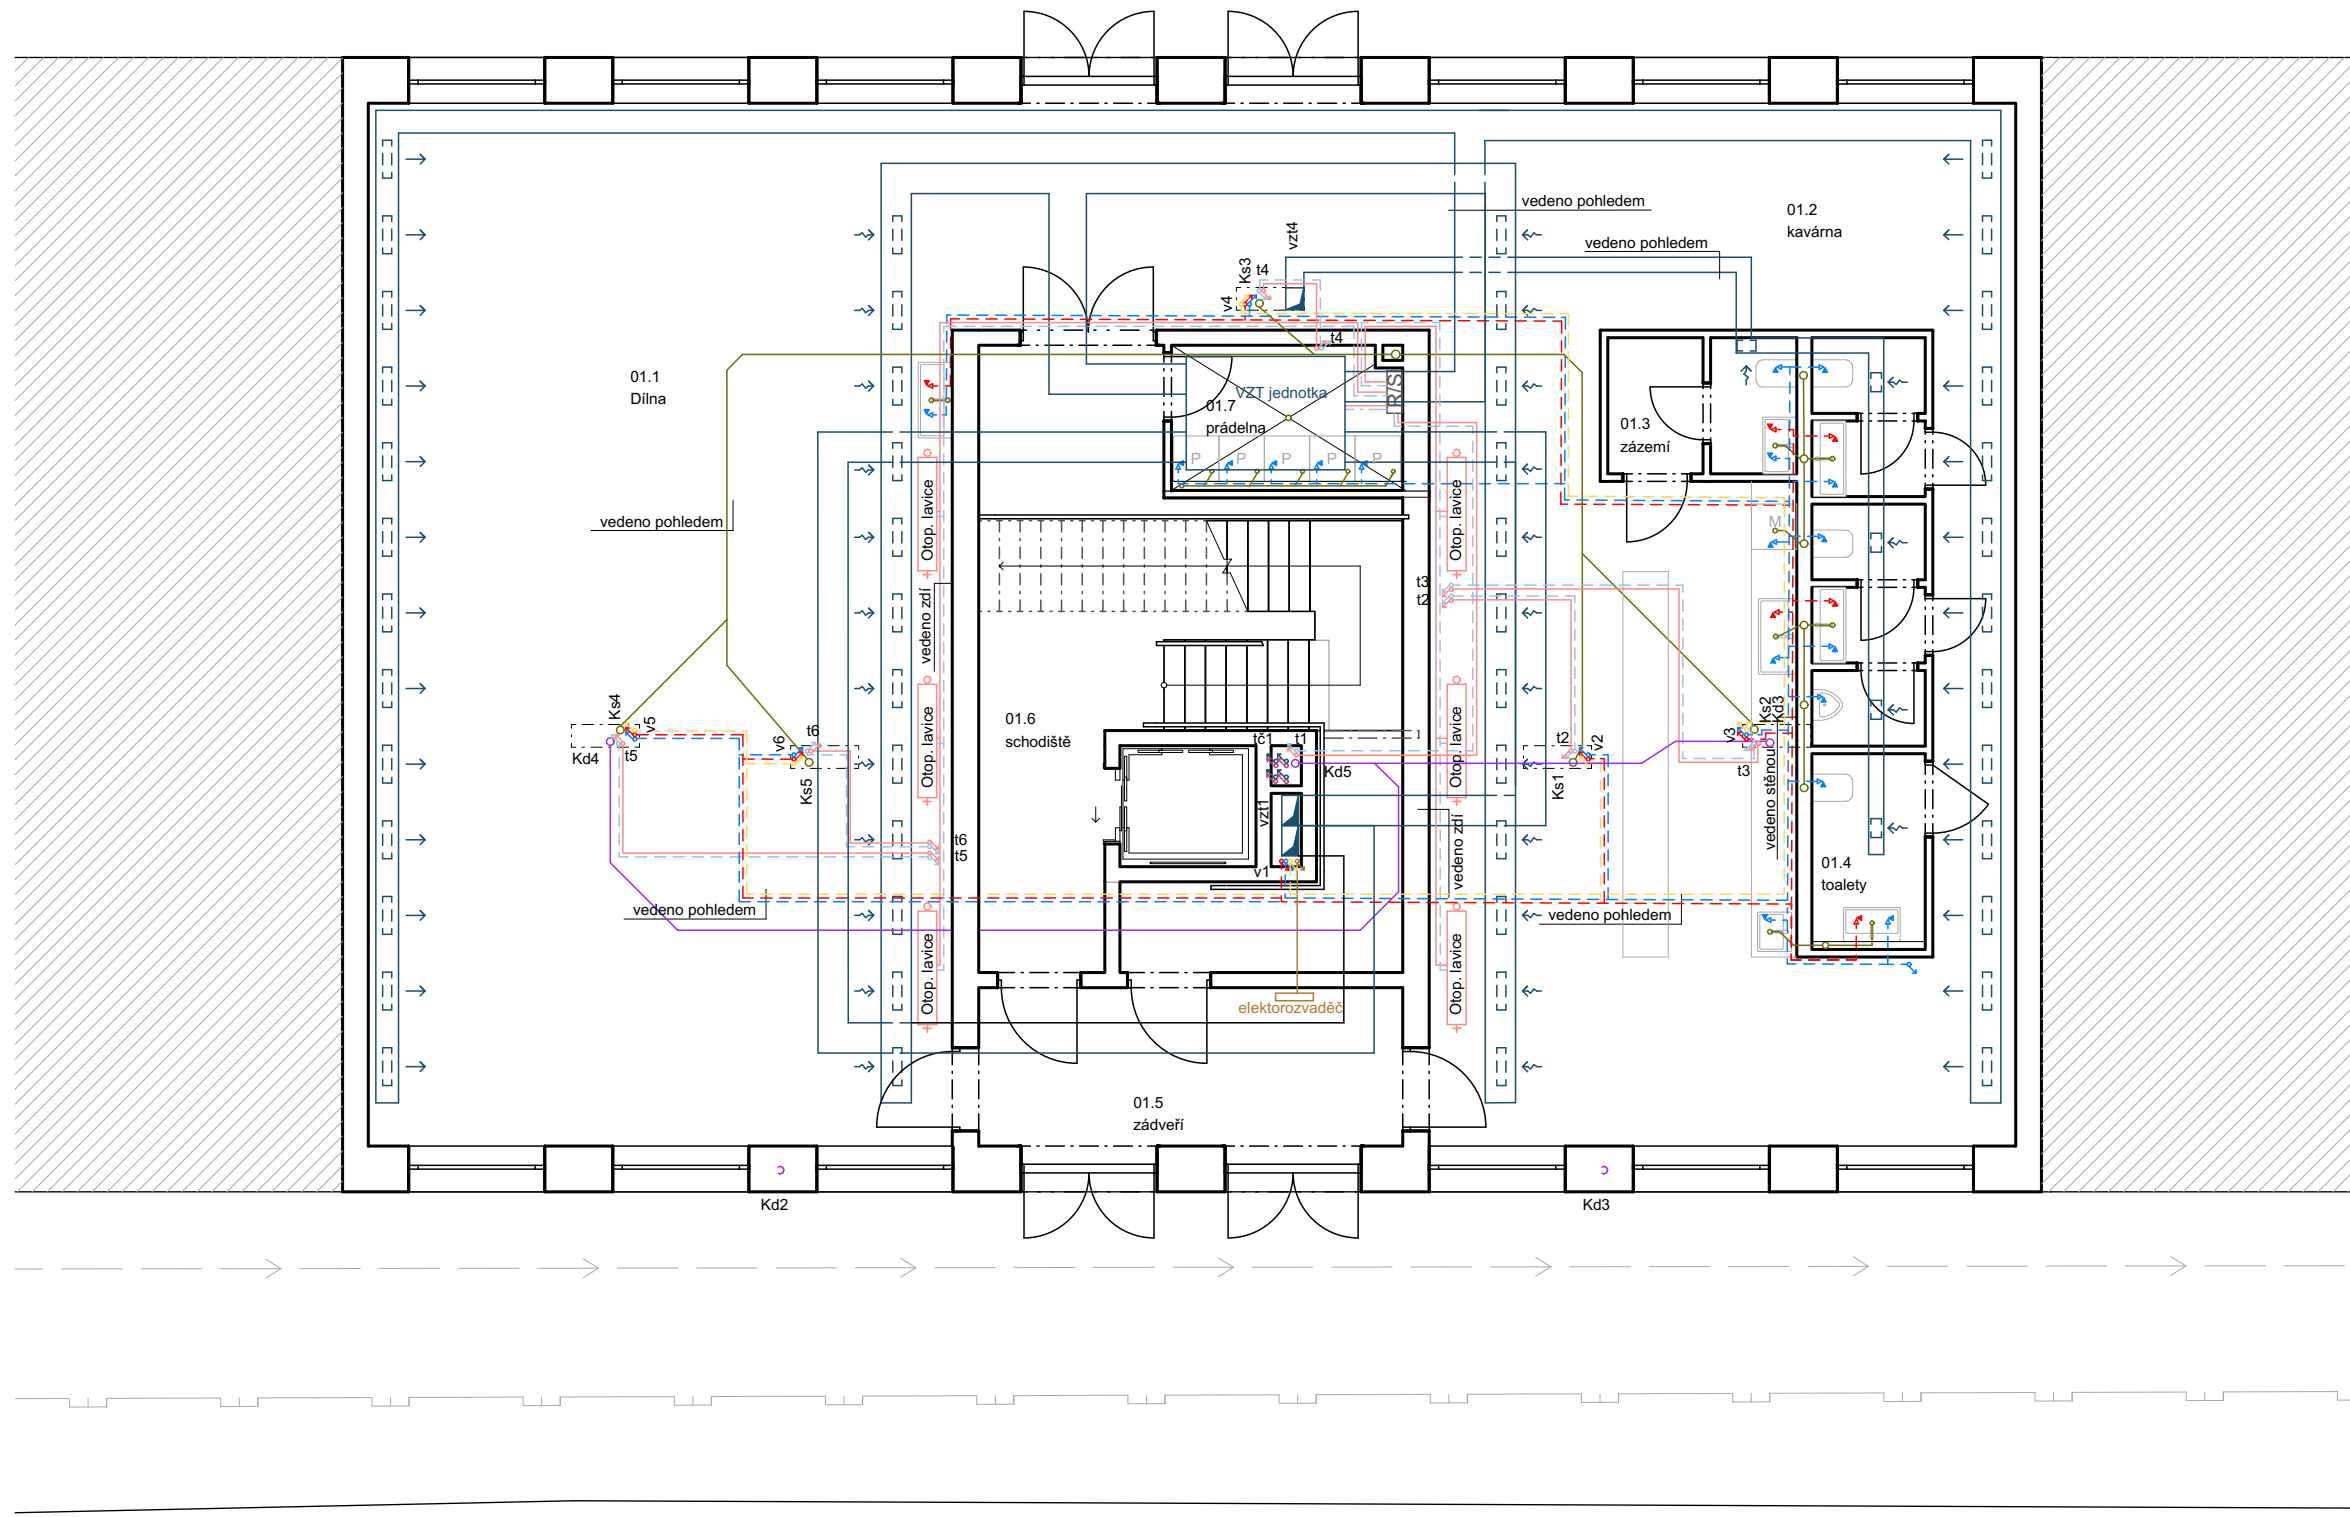 vedeno pohledem
01.2
kavárna
vzt4
vedeno pohledem
Ks3
t4
v4
t4
01.1
Dílna
VZT jednotka
01.7
prádelna
R/S
01.3
zázemí
P
P
P
P
P
Otop. lavice
Otop. lavice
vedeno pohledem
M
vedeno zdí
t3
t2
Otop. lavice
Otop. lavice
01.6
schodiště
Ks4
v5
t5
Kd4
v6
t6
Ks5
tč1
t1
Kd5
vzt1
v1
t2
v2
Ks1
Ks2
Kd3
v3
t3
vedeno stěnou
t6
t5
vedeno zdí
01.4
toalety
vedeno pohledem
vedeno pohledem
Otop. lavice
Otop. lavice
elektorozvaděč
01.5
zádveří
Kd2
Kd3